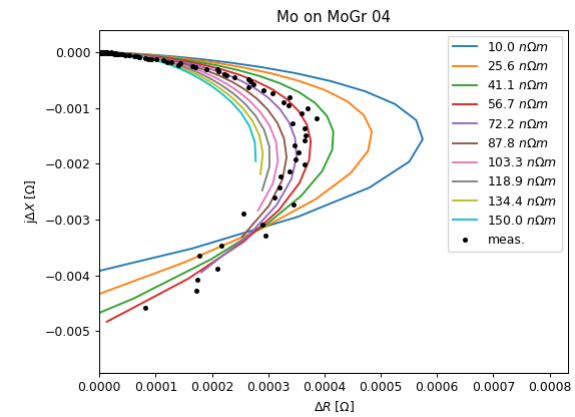 Mo on MoGr 04
0.000
−0.001
−0.002
−0.003
−0.004
−0.005
jΔX [Ω]
10.0 nΩm
25.6 nΩm
41.1 nΩm
56.7 nΩm
72.2 nΩm
87.8 nΩm
103.3 nΩm
118.9 nΩm
134.4 nΩm
150.0 nΩm
meas.
0.0000 0.0001 0.0002 0.0003 0.0004 0.0005 0.0006 0.0007 0.0008
ΔR [Ω]